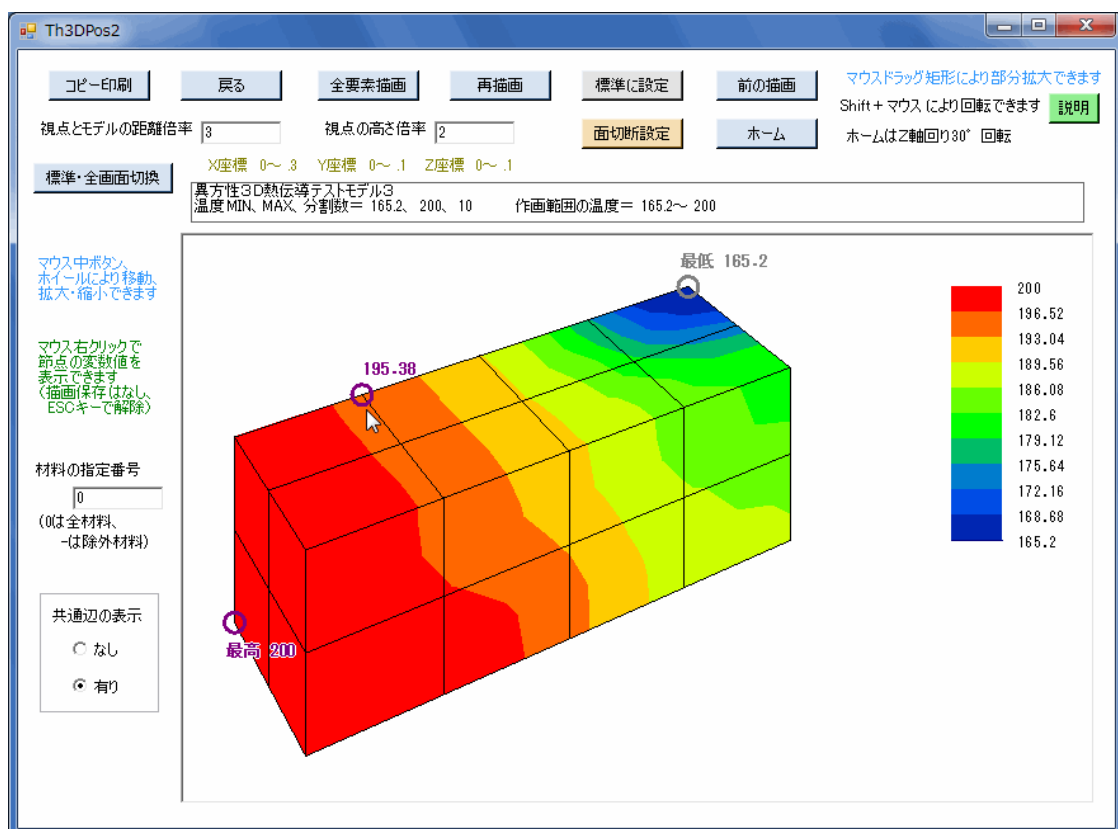 Th3DPos2
コピー印刷
戻る
全要素描画
再描画
標準に設定
前の描画
マウスドラッグ矩形により部分拡大できます
Shift+マウス により回転できます
説明
視点とモデルの距離倍率 3
視点の高さ倍率 2
面切断設定
ホーム
ホームはZ軸回り30° 回転
標準・全画面切換
X座標 0～ .3 Y座標 0～ .1 Z座標 0～ .1
異方性3D熱伝導テストモデル3
温度MIN、MAX、分割数＝ 165.2、 200、 10 作画範囲の温度＝ 165.2～ 200
マウス中ボタン、
ホイールにより移動、
拡大・縮小できます
マウス右クリックで
節点の変数値を
表示できます
(描画保存はなし、
ESCキーで解除)
材料の指定番号
0
(0は全材料、
-は除外材料)
共通辺の表示
なし
有り
最低 165.2
195.38
最高 200
200
196.52
193.04
189.56
186.08
182.6
179.12
175.64
172.16
168.68
165.2